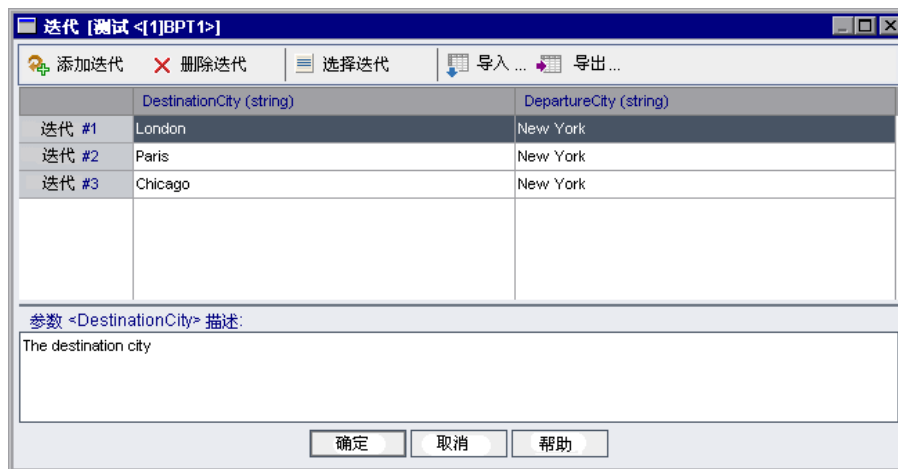 迭代 [测试 <[1]BPT1>]
添加迭代 删除迭代 选择迭代 导入 ... 导出 ...
DestinationCity (string) DepartureCity (string)
迭代 #1 London New York
迭代 #2 Paris New York
迭代 #3 Chicago New York
参数 <DestinationCity> 描述:
The destination city
确定 取消 帮助